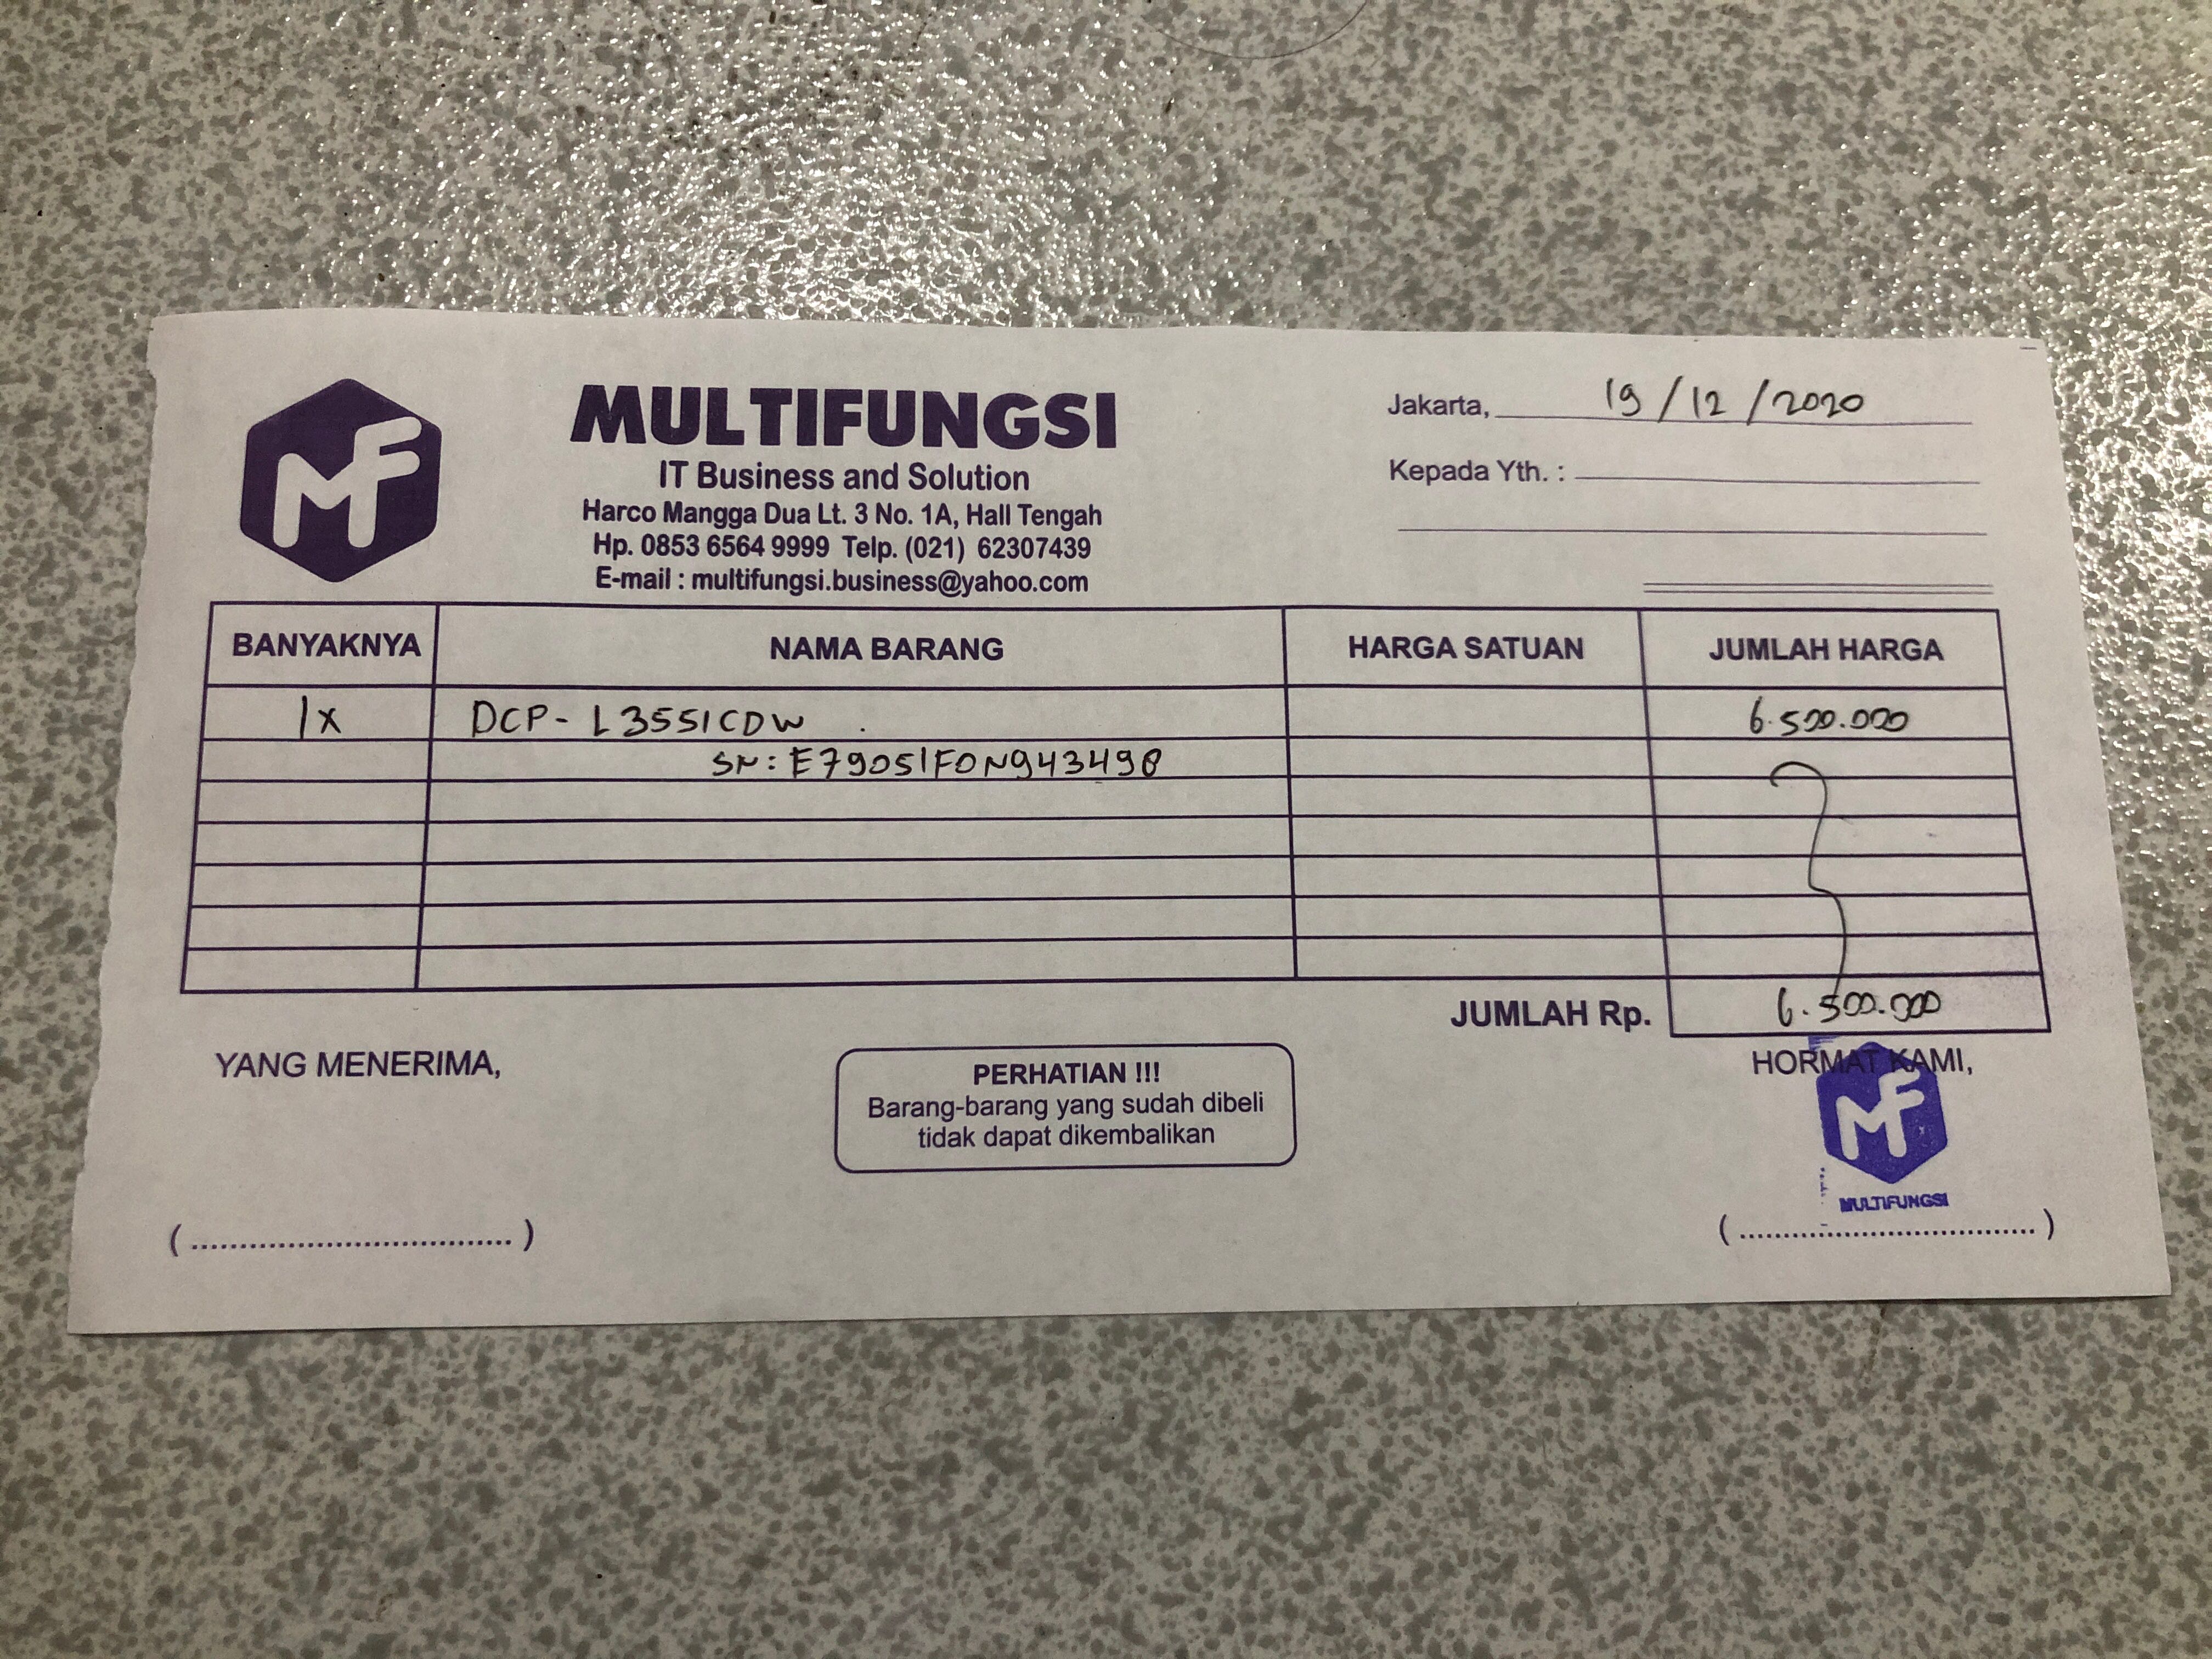 MF
MULTIFUNGSI
IT Business and Solution
Harco Mangga Dua Lt. 3 No. 1A, Hall Tengah
Hp. 0853 6564 9999 Telp. (021) 62307439
E-mail : multifungsi.business@yahoo.com
Jakarta, 19/12/2020
Kepada Yth. :
BANYAKNYA NAMA BARANG HARGA SATUAN JUMLAH HARGA
1x DCP-L3551CDW 6.500.000
SN: E79051F0N943498
JUMLAH Rp. 6.500.000
YANG MENERIMA,
PERHATIAN !!!
Barang-barang yang sudah dibeli
tidak dapat dikembalikan
HORMAT KAMI,
MF
MULTIFUNGSI
(................................) (................................)